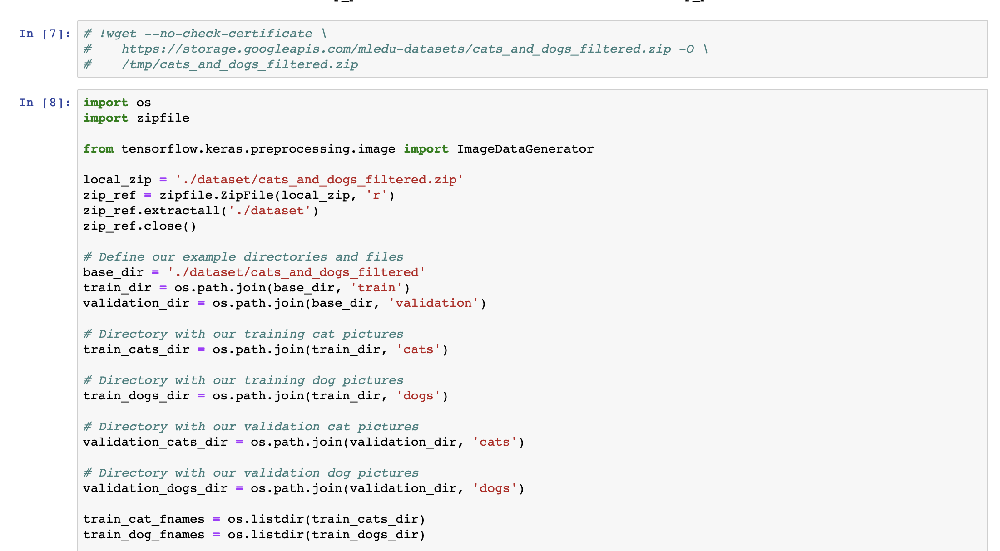 In [7]:
# !wget --no-check-certificate \
#    https://storage.googleapis.com/mledu-datasets/cats_and_dogs_filtered.zip -O \
#    /tmp/cats_and_dogs_filtered.zip
In [8]:
import os
import zipfile
from tensorflow.keras.preprocessing.image import ImageDataGenerator
local_zip = './dataset/cats_and_dogs_filtered.zip'
zip_ref = zipfile.ZipFile(local_zip, 'r')
zip_ref.extractall('./dataset')
zip_ref.close()
# Define our example directories and files
base_dir = './dataset/cats_and_dogs_filtered'
train_dir = os.path.join(base_dir, 'train')
validation_dir = os.path.join(base_dir, 'validation')
# Directory with our training cat pictures
train_cats_dir = os.path.join(train_dir, 'cats')
# Directory with our training dog pictures
train_dogs_dir = os.path.join(train_dir, 'dogs')
# Directory with our validation cat pictures
validation_cats_dir = os.path.join(validation_dir, 'cats')
# Directory with our validation dog pictures
validation_dogs_dir = os.path.join(validation_dir, 'dogs')
train_cat_fnames = os.listdir(train_cats_dir)
train_dog_fnames = os.listdir(train_dogs_dir)